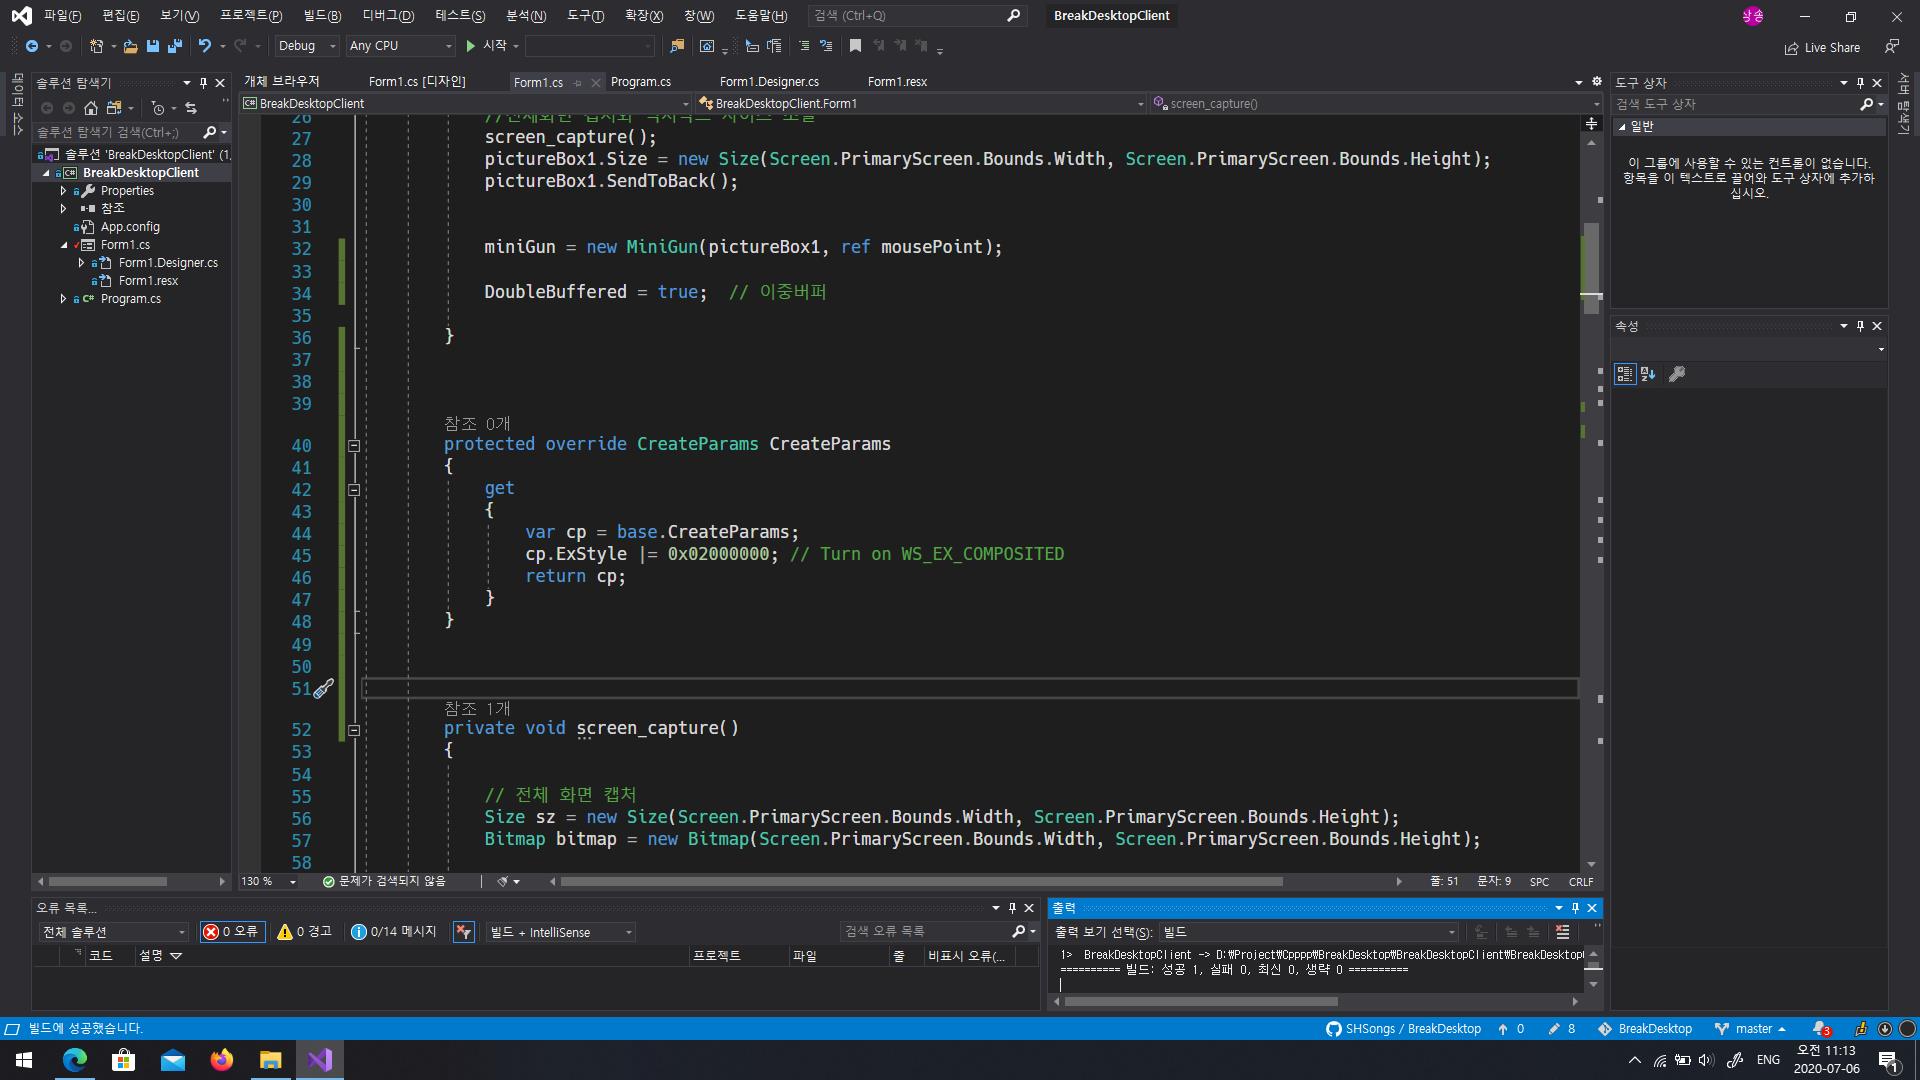 파일(F) 편집(E) 보기(V) 프로젝트(P) 빌드(B) 디버그(D) 테스트(S) 분석(N) 도구(T) 확장(X) 창(W) 도움말(H) 검색 (Ctrl+Q) BreakDesktopClient 상송
Debug Any CPU 시작 Live Share
데이터 소스
솔루션 탐색기
솔루션 탐색기 검색(Ctrl+;)
솔루션 'BreakDesktopClient' (1
BreakDesktopClient
Properties
참조
App.config
Form1.cs
Form1.Designer.cs
Form1.resx
Program.cs
개체 브라우저 Form1.cs [디자인] Form1.cs Program.cs Form1.Designer.cs Form1.resx
BreakDesktopClient BreakDesktopClient.Form1 screen_capture()
26
27 screen_capture();
28 pictureBox1.Size = new Size(Screen.PrimaryScreen.Bounds.Width, Screen.PrimaryScreen.Bounds.Height);
29 pictureBox1.SendToBack();
30
31
32 miniGun = new MiniGun(pictureBox1, ref mousePoint);
33
34 DoubleBuffered = true; // 이중버퍼
35
36 }
37
38
39
참조 0개
40 protected override CreateParams CreateParams
41 {
42 get
43 {
44 var cp = base.CreateParams;
45 cp.ExStyle |= 0x02000000; // Turn on WS_EX_COMPOSITED
46 return cp;
47 }
48 }
49
50
51
참조 1개
52 private void screen_capture()
53 {
54
55 // 전체 화면 캡처
56 Size sz = new Size(Screen.PrimaryScreen.Bounds.Width, Screen.PrimaryScreen.Bounds.Height);
57 Bitmap bitmap = new Bitmap(Screen.PrimaryScreen.Bounds.Width, Screen.PrimaryScreen.Bounds.Height);
58
130 % 문제가 검색되지 않음 줄: 51 문자: 9 SPC CRLF
도구 상자
검색 도구 상자
일반
이 그룹에 사용할 수 있는 컨트롤이 없습니다.
항목을 이 텍스트로 끌어와 도구 상자에 추가하
십시오.
속성
서버 탐색기
오류 목록...
전체 솔루션 0 오류 0 경고 0/14 메시지 빌드 + IntelliSense 검색 오류 목록
코드 설명 프로젝트 파일 줄 비표시 오류(...
출력
출력 보기 선택(S): 빌드
1> BreakDesktopClient -> D:\Project\Cpppp\BreakDesktop\BreakDesktopClient\BreakDesktop
========== 빌드: 성공 1, 실패 0, 최신 0, 생략 0 ==========
빌드에 성공했습니다. SHSongs / BreakDesktop 0 8 BreakDesktop master 3
ENG 오전 11:13
2020-07-06 1